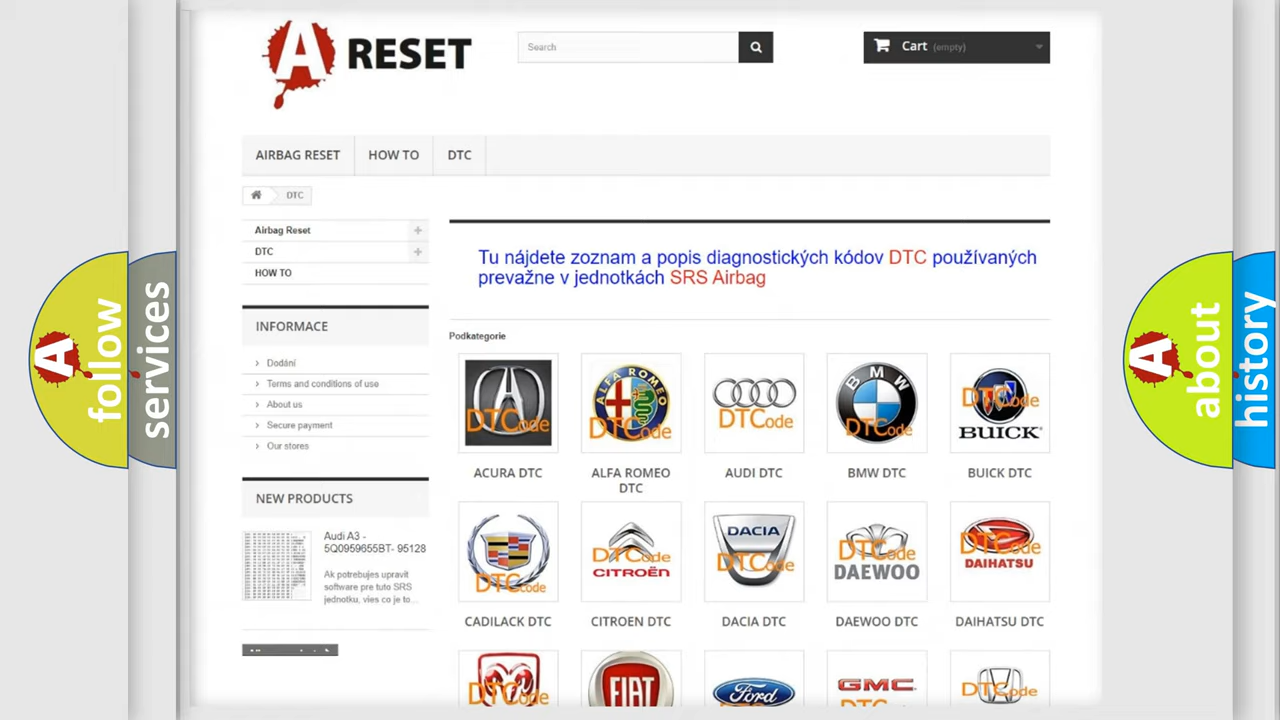 A RESET
Search
Cart (empty)
AIRBAG RESET
HOW TO
DTC
DTC
Airbag Reset
DTC
HOW TO
Tu nájdete zoznam a popis diagnostických kódov DTC používaných
prevažne v jednotkách SRS Airbag
INFORMACE
Dodání
Terms and conditions of use
About us
Secure payment
Our stores
Podkategorie
DTCode
ALFA ROMEO
DTCode
DTCode
BMW
DTCode
DTCode
BUICK
ACURA DTC
ALFA ROMEO
DTC
AUDI DTC
BMW DTC
BUICK DTC
NEW PRODUCTS
Audi A3 -
5Q0959655BT- 95128
Ak potrebujes upravit
software pre tuto SRS
jednotku, vies co je to...
DTCode
DTCode
CITROËN
DACIA
DTCode
DTCode
DAEWOO
DTCode
DAIHATSU
CADILACK DTC
CITROEN DTC
DACIA DTC
DAEWOO DTC
DAIHATSU DTC
DTCode
FIAT
Ford
GMC
DTCode
A follow
services
A about
history